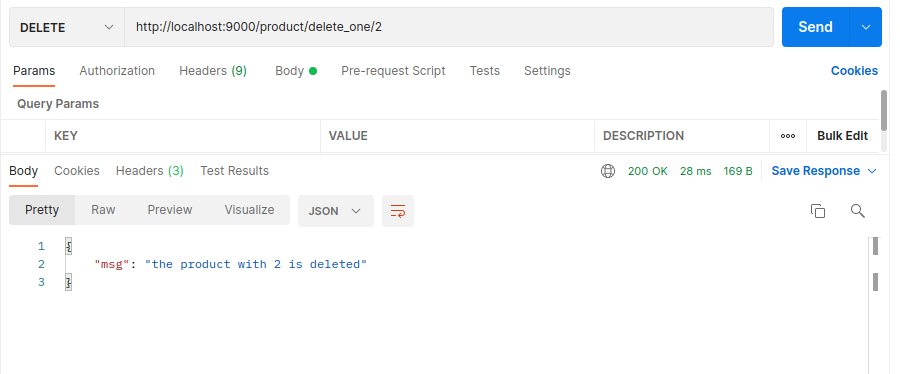 DELETE http://localhost:9000/product/delete_one/2 Send
Params Authorization Headers (9) Body Pre-request Script Tests Settings Cookies
Query Params
KEY VALUE DESCRIPTION Bulk Edit
Body Cookies Headers (3) Test Results 200 OK 28 ms 169 B Save Response
Pretty Raw Preview Visualize JSON
1 {
2 "msg": "the product with 2 is deleted"
3 }